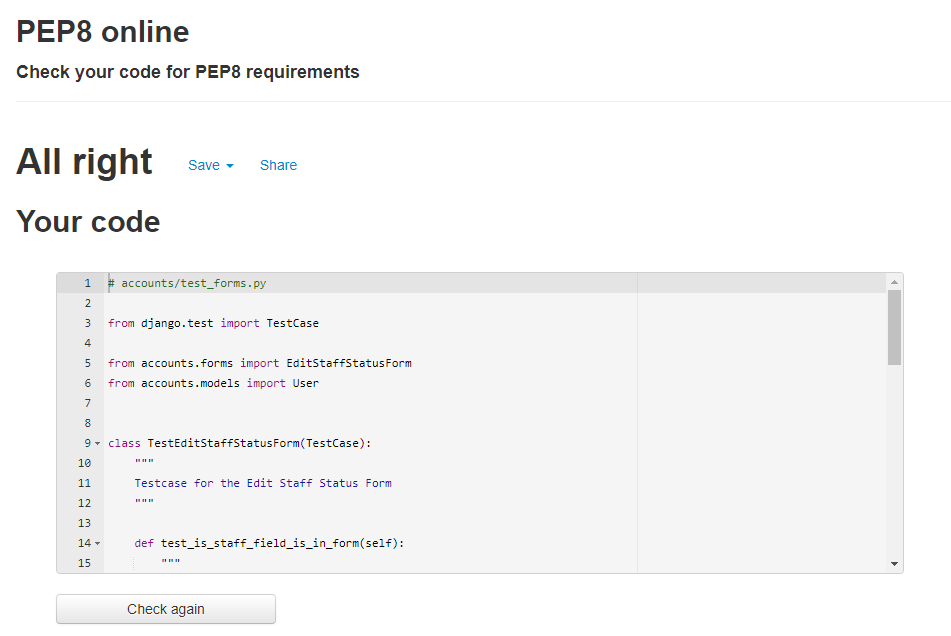 PEP8 online
Check your code for PEP8 requirements
All right Save Share
Your code
1 # accounts/test_forms.py
2
3 from django.test import TestCase
4
5 from accounts.forms import EditStaffStatusForm
6 from accounts.models import User
7
8
9 class TestEditStaffStatusForm(TestCase):
10 """
11 Testcase for the Edit Staff Status Form
12 """
13
14 def test_is_staff_field_is_in_form(self):
15 """
Check again